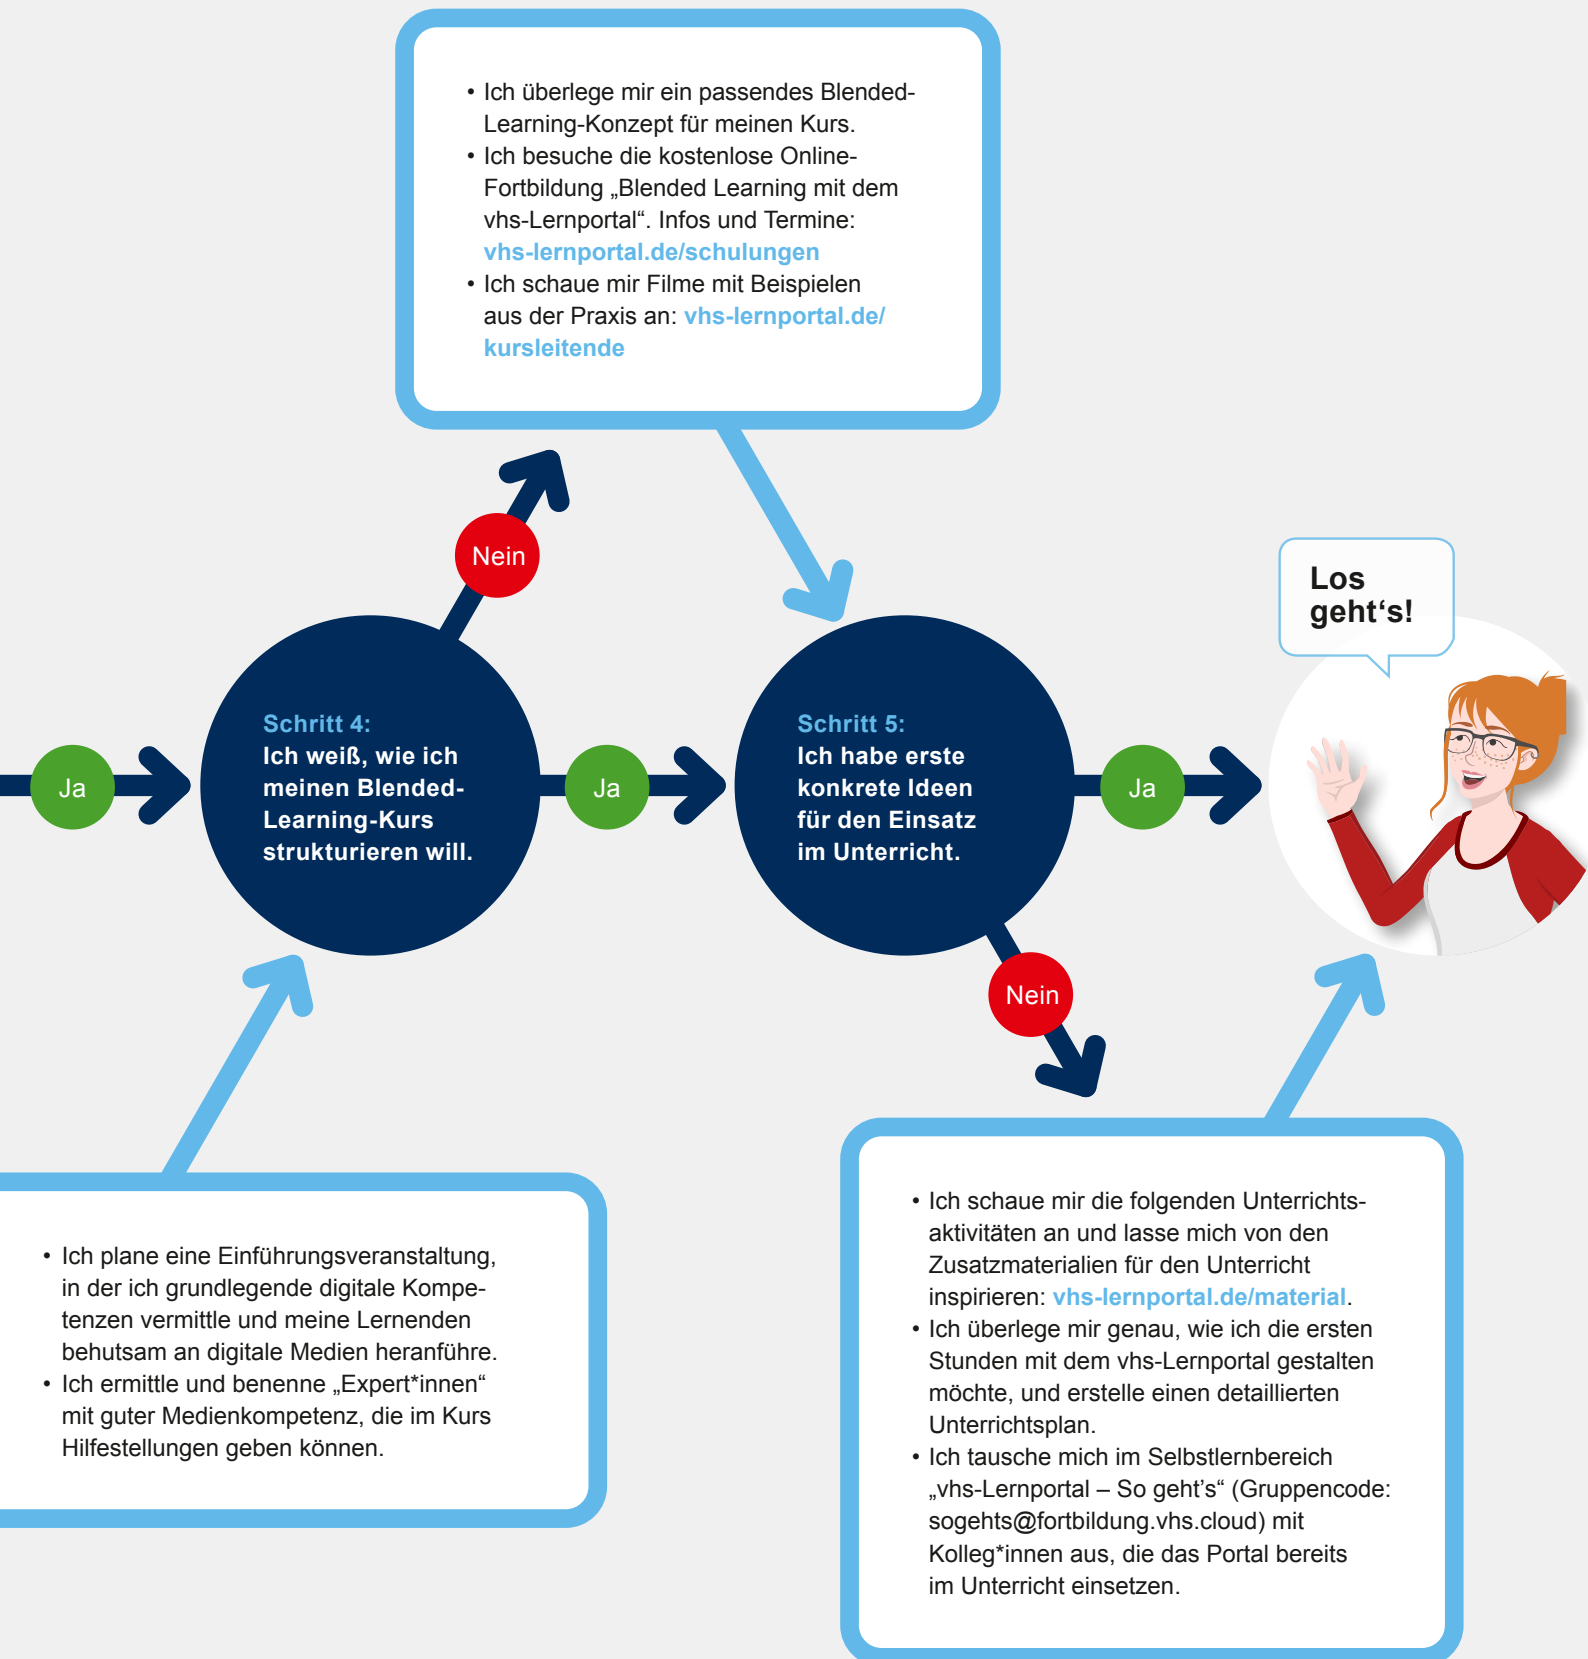 • Ich überlege mir ein passendes Blended-
Learning-Konzept für meinen Kurs.
• Ich besuche die kostenlose Online-
Fortbildung „Blended Learning mit dem
vhs-Lernportal“. Infos und Termine:
vhs-lernportal.de/schulungen
• Ich schaue mir Filme mit Beispielen
aus der Praxis an: vhs-lernportal.de/
kursleitende
Nein
Ja
Schritt 4:
Ich weiß, wie ich
meinen Blended-
Learning-Kurs
strukturieren will.
Ja
Schritt 5:
Ich habe erste
konkrete Ideen
für den Einsatz
im Unterricht.
Ja
Los
geht‘s!
Nein
• Ich plane eine Einführungsveranstaltung,
in der ich grundlegende digitale Kompe-
tenzen vermittle und meine Lernenden
behutsam an digitale Medien heranführe.
• Ich ermittle und benenne „Expert*innen“
mit guter Medienkompetenz, die im Kurs
Hilfestellungen geben können.
• Ich schaue mir die folgenden Unterrichts-
aktivitäten an und lasse mich von den
Zusatzmaterialien für den Unterricht
inspirieren: vhs-lernportal.de/material.
• Ich überlege mir genau, wie ich die ersten
Stunden mit dem vhs-Lernportal gestalten
möchte, und erstelle einen detaillierten
Unterrichtsplan.
• Ich tausche mich im Selbstlernbereich
„vhs-Lernportal – So geht’s“ (Gruppencode:
sogehts@fortbildung.vhs.cloud) mit
Kolleg*innen aus, die das Portal bereits
im Unterricht einsetzen.